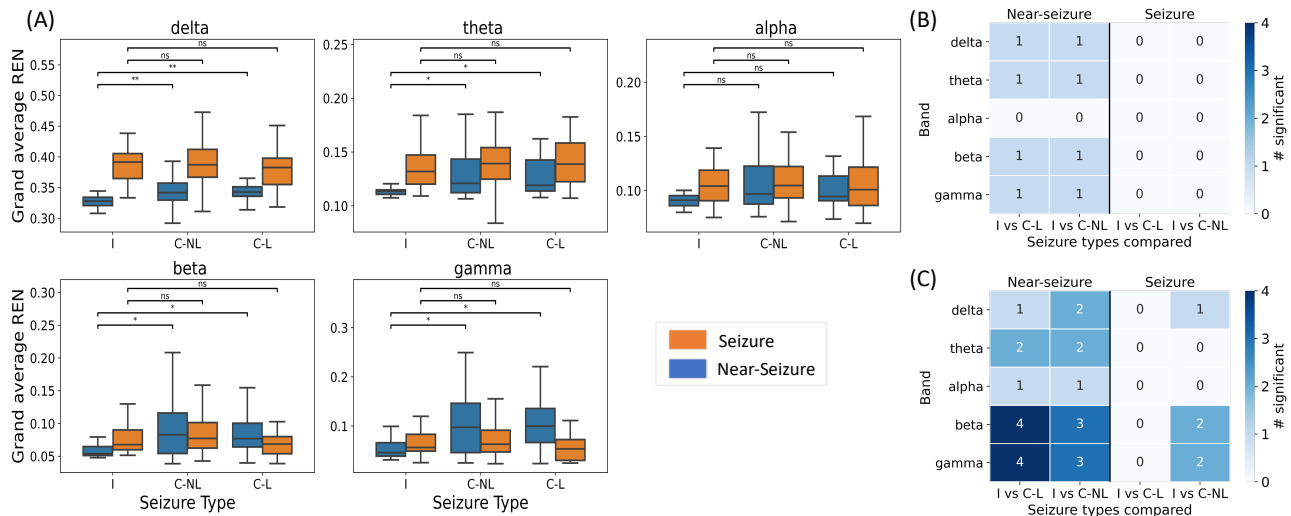 (A)
delta
theta
alpha
Grand average REN
0.55
0.50
0.45
0.40
0.35
0.30
ns
ns
**
**
I C-NL C-L
0.25
0.20
0.15
0.10
ns
ns
*
*
I C-NL C-L
0.20
0.15
0.10
ns
ns
ns
ns
I C-NL C-L
beta
gamma
Grand average REN
0.30
0.25
0.20
0.15
0.10
0.05
ns
ns
*
*
I C-NL C-L
Seizure Type
0.3
0.2
0.1
ns
ns
*
*
I C-NL C-L
Seizure Type
Seizure
Near-Seizure
(B)
Near-seizure Seizure
Band
delta 1 1 0 0
theta 1 1 0 0
alpha 0 0 0 0
beta 1 1 0 0
gamma 1 1 0 0
I vs C-L I vs C-NL I vs C-L I vs C-NL
Seizure types compared
4
3
2
1
0
# significant
(C)
Near-seizure Seizure
Band
delta 1 2 0 1
theta 2 2 0 0
alpha 1 1 0 0
beta 4 3 0 2
gamma 4 3 0 2
I vs C-L I vs C-NL I vs C-L I vs C-NL
Seizure types compared
4
3
2
1
0
# significant